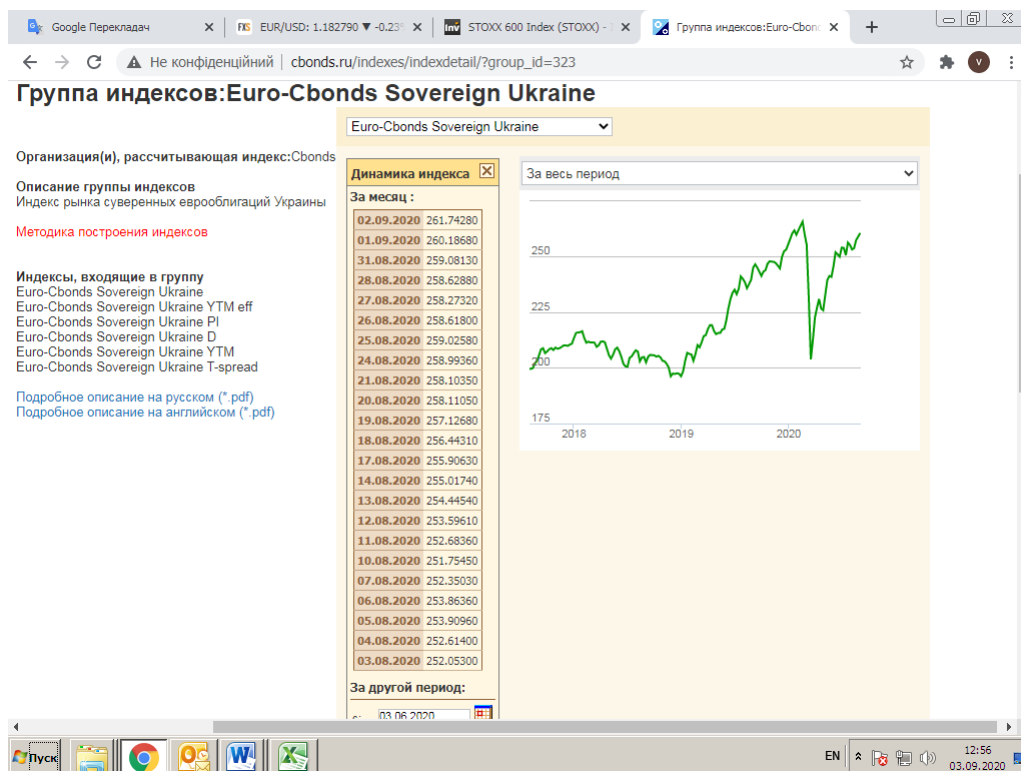 Google Перекладач
EUR/USD: 1.182790 ▼ -0.23
STOXX 600 Index (STOXX) -
Группа индексов:Euro-Cbon
Не конфіденційний | cbonds.ru/indexes/indexdetail/?group_id=323
V
Группа индексов:Euro-Cbonds Sovereign Ukraine
Euro-Cbonds Sovereign Ukraine
Организация(и), рассчитывающая индекс:Cbonds
Описание группы индексов
Индекс рынка суверенных еврооблигаций Украины
Методика построения индексов
Индексы, входящие в группу
Euro-Cbonds Sovereign Ukraine
Euro-Cbonds Sovereign Ukraine YTM eff
Euro-Cbonds Sovereign Ukraine PI
Euro-Cbonds Sovereign Ukraine D
Euro-Cbonds Sovereign Ukraine YTM
Euro-Cbonds Sovereign Ukraine T-spread
Подробное описание на русском (*.pdf)
Подробное описание на английском (*.pdf)
Динамика индекса
За месяц :
02.09.2020 261.74280
01.09.2020 260.18680
31.08.2020 259.08130
28.08.2020 258.62880
27.08.2020 258.27320
26.08.2020 258.61800
25.08.2020 259.02580
24.08.2020 258.99360
21.08.2020 258.10350
20.08.2020 258.11050
19.08.2020 257.12680
18.08.2020 256.44310
17.08.2020 255.90630
14.08.2020 255.01740
13.08.2020 254.44540
12.08.2020 253.59610
11.08.2020 252.68360
10.08.2020 251.75450
07.08.2020 252.35030
06.08.2020 253.86360
05.08.2020 253.90960
04.08.2020 252.61400
03.08.2020 252.05300
За другой период:
с: 03.06.2020
За весь период
250
225
200
175
2018 2019 2020
Пуск
EN
12:56
03.09.2020